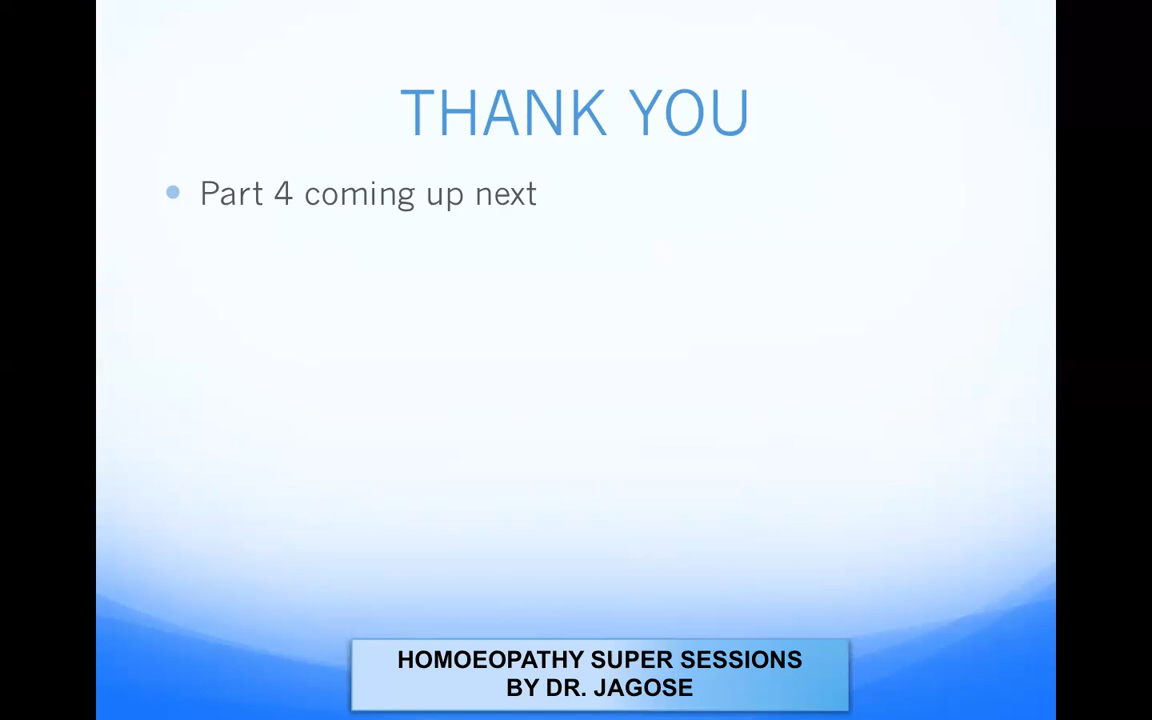 THANK YOU
• Part 4 coming up next
HOMOEOPATHY SUPER SESSIONS
BY DR. JAGOSE